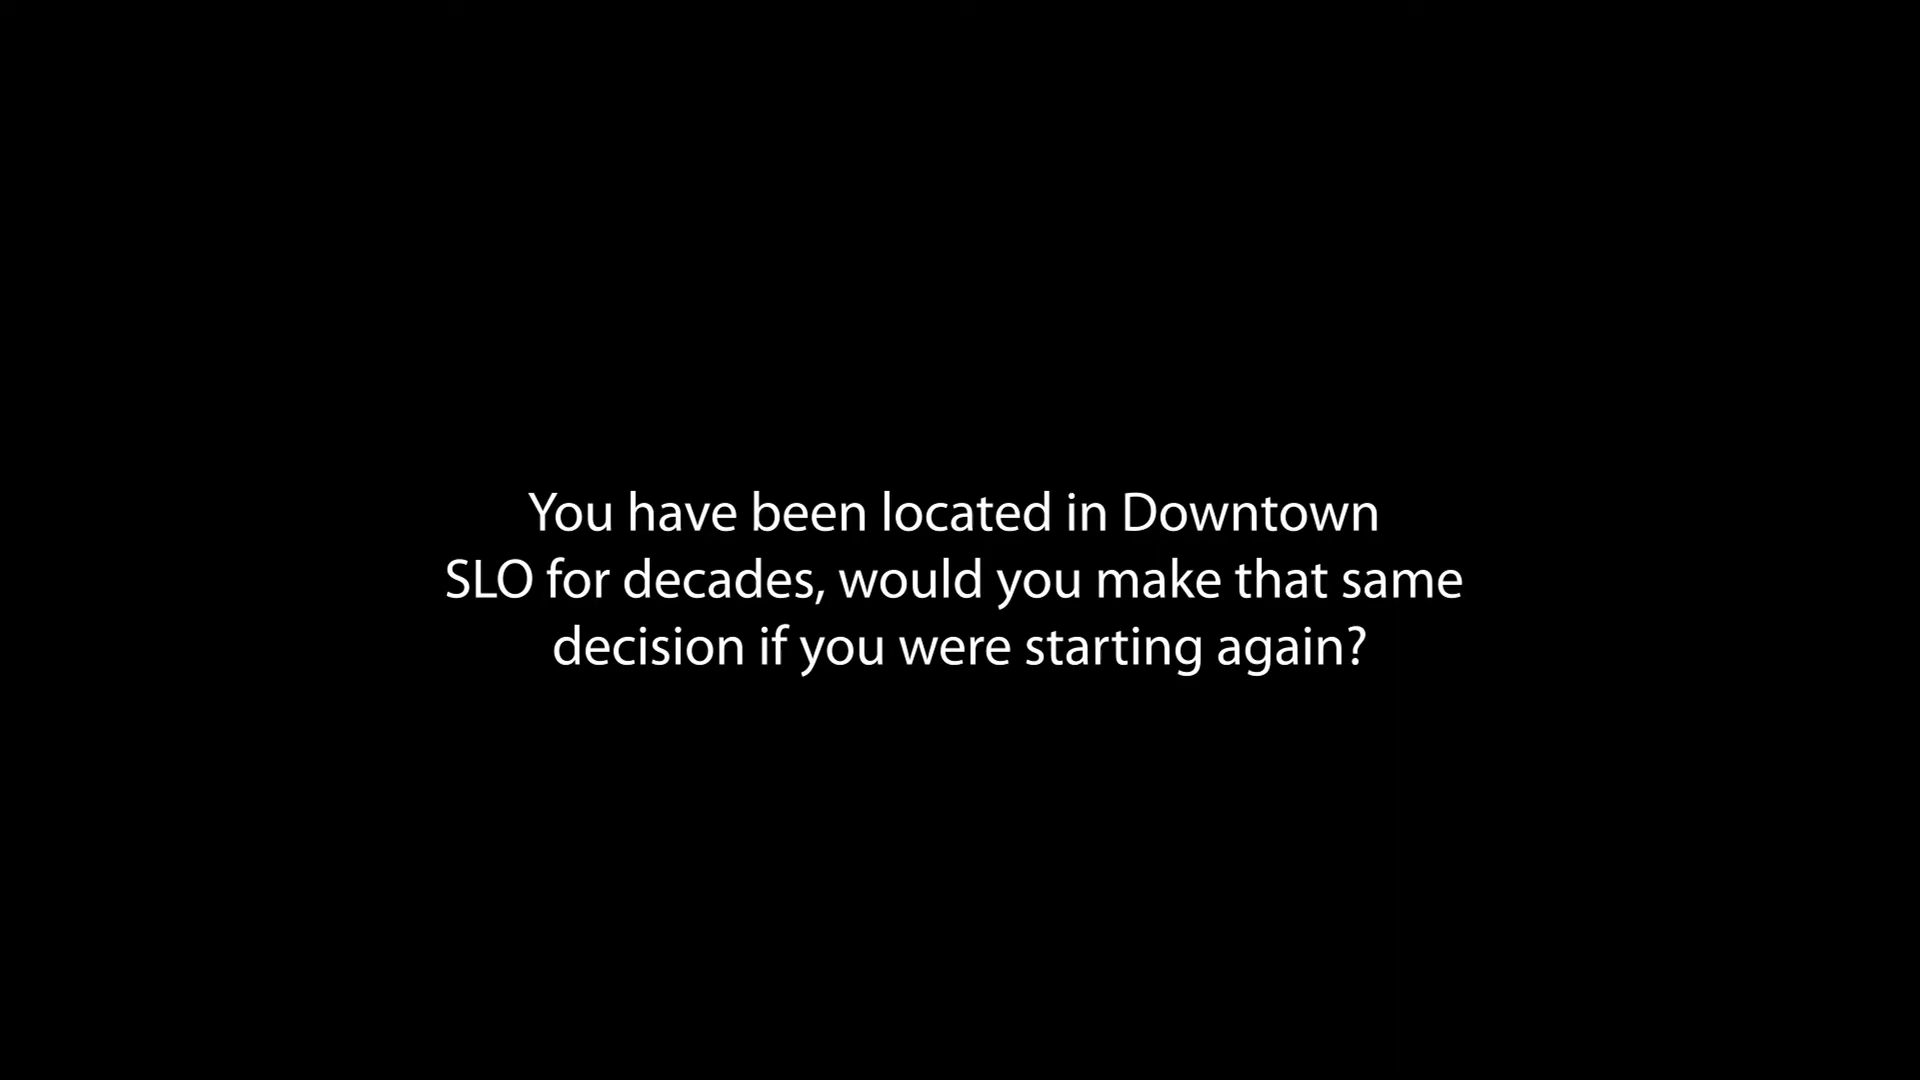 You have been located in Downtown
SLO for decades, would you make that same
decision if you were starting again?